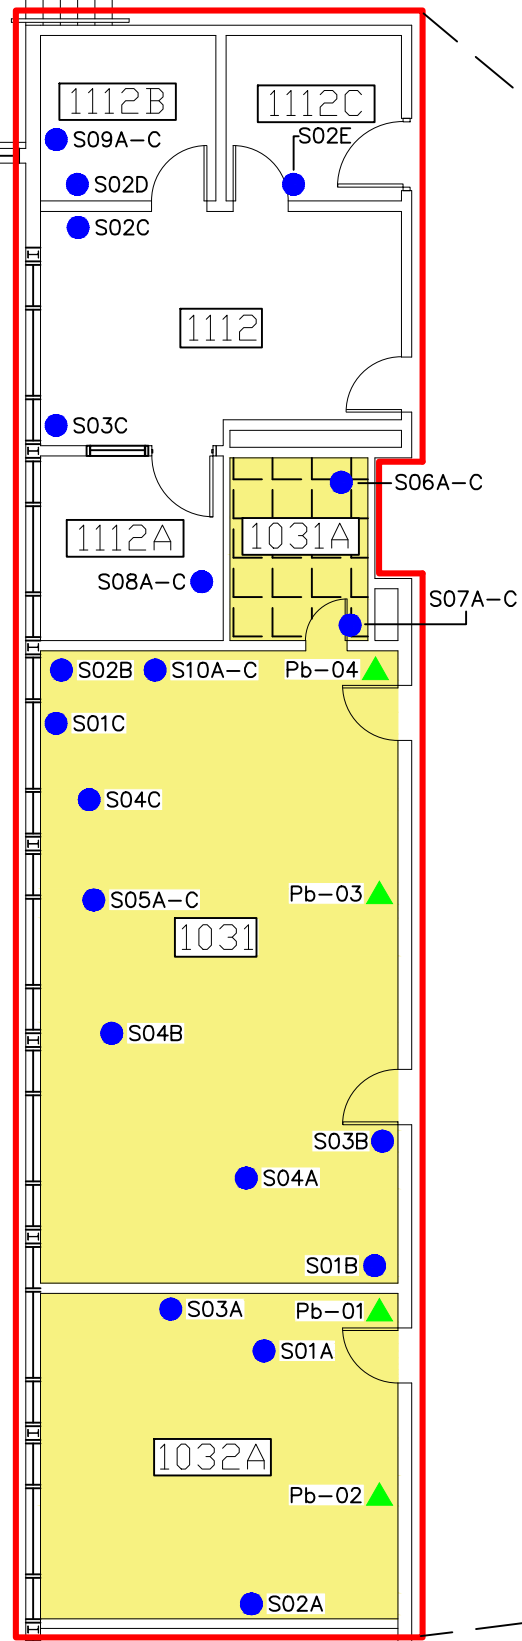 1112B
1112C
S09A-C
S02E
S02D
S02C
1112
S03C
S06A-C
1112A
1031A
S08A-C
S07A-C
S02B
S10A-C
Pb-04
S01C
S04C
Pb-03
S05A-C
1031
S04B
S03B
S04A
S01B
S03A
Pb-01
S01A
1032A
Pb-02
S02A